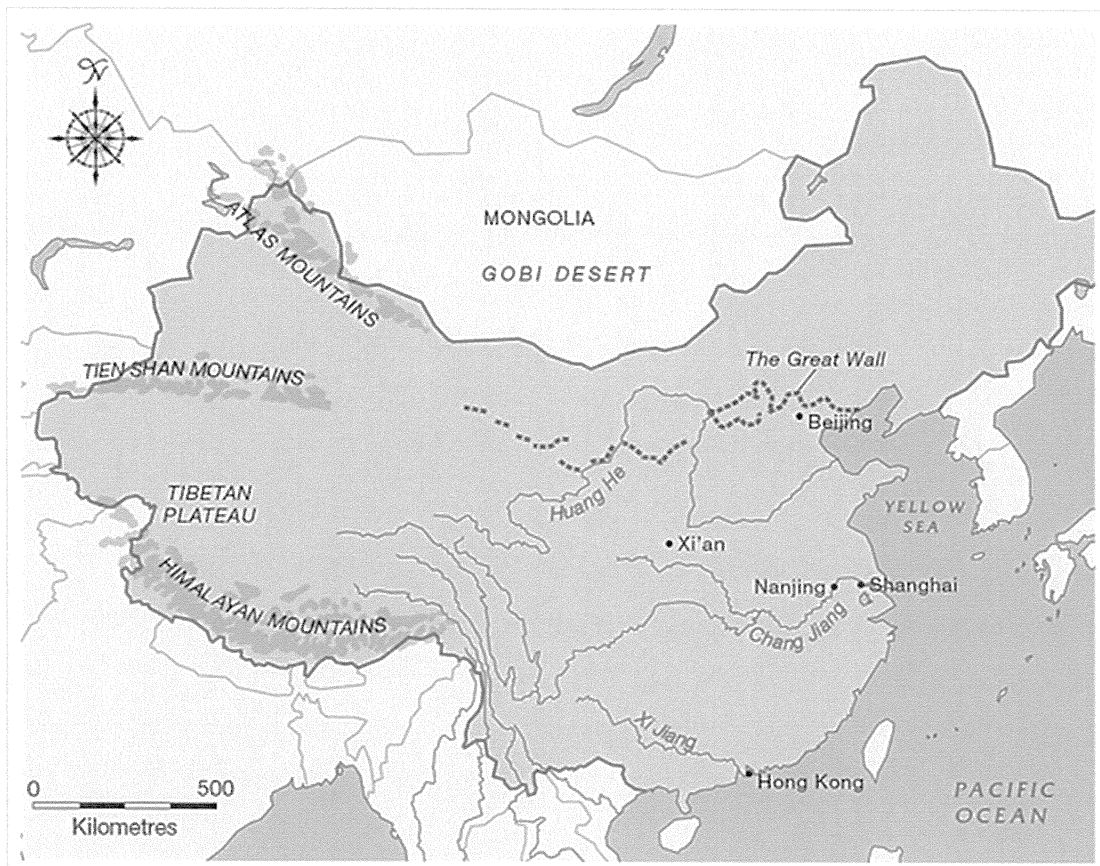 N
MONGOLIA
GOBI DESERT
ATLAS MOUNTAINS
The Great Wall
TIEN SHAN MOUNTAINS
Beijing
TIBETAN
PLATEAU
Huang He
YELLOW
SEA
Xi'an
HIMALAYAN MOUNTAINS
Nanjing
Shanghai
Chang Jiang
Xi Jiang
Hong Kong
0 500
Kilometres
PACIFIC
OCEAN